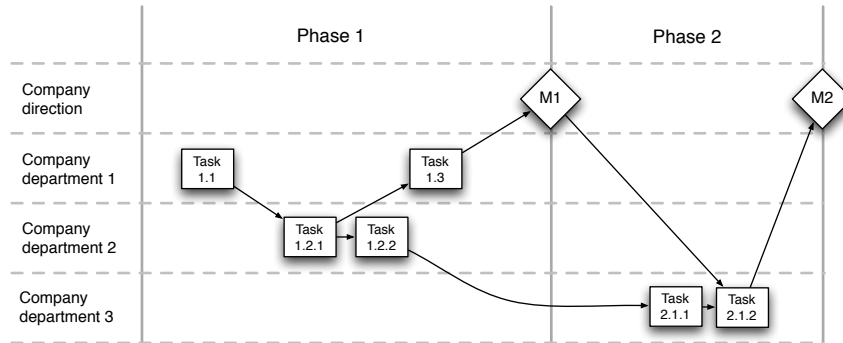 Phase 1
Phase 2
Company
direction
M1
M2
Company
department 1
Task
1.1
Task
1.3
Company
department 2
Task
1.2.1
Task
1.2.2
Company
department 3
Task
2.1.1
Task
2.1.2